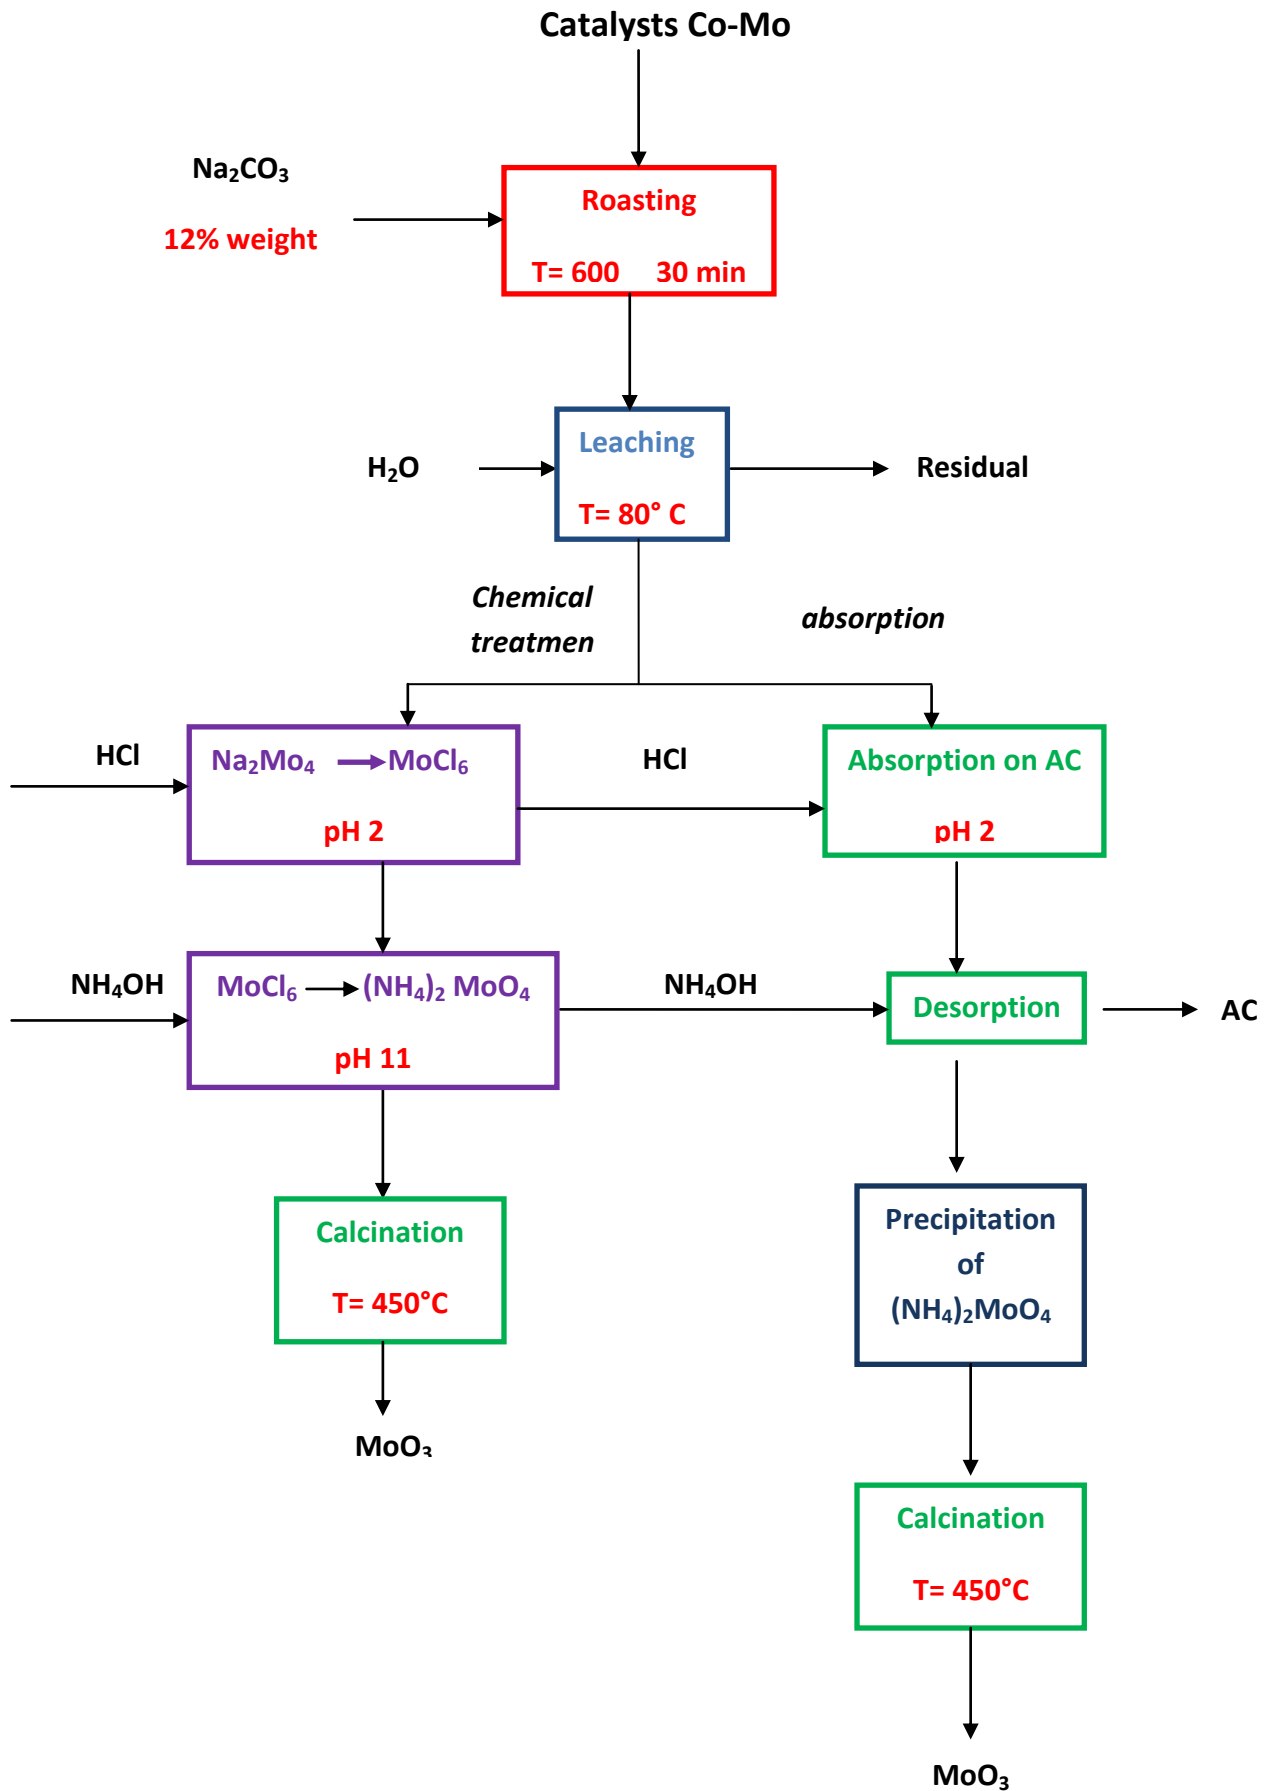 Catalysts Co-Mo
Na₂CO₃
12% weight
Roasting
T= 600 30 min
H₂O
Leaching
T= 80° C
Residual
Chemical
treatmen
absorption
HCl
Na₂Mo₄ → MoCl₆
pH 2
HCl
Absorption on AC
pH 2
NH₄OH
MoCl₆ → (NH₄)₂ MoO₄
pH 11
NH₄OH
Desorption
AC
Calcination
T= 450°C
MoO₃
Precipitation
of
(NH₄)₂MoO₄
Calcination
T= 450°C
MoO₃